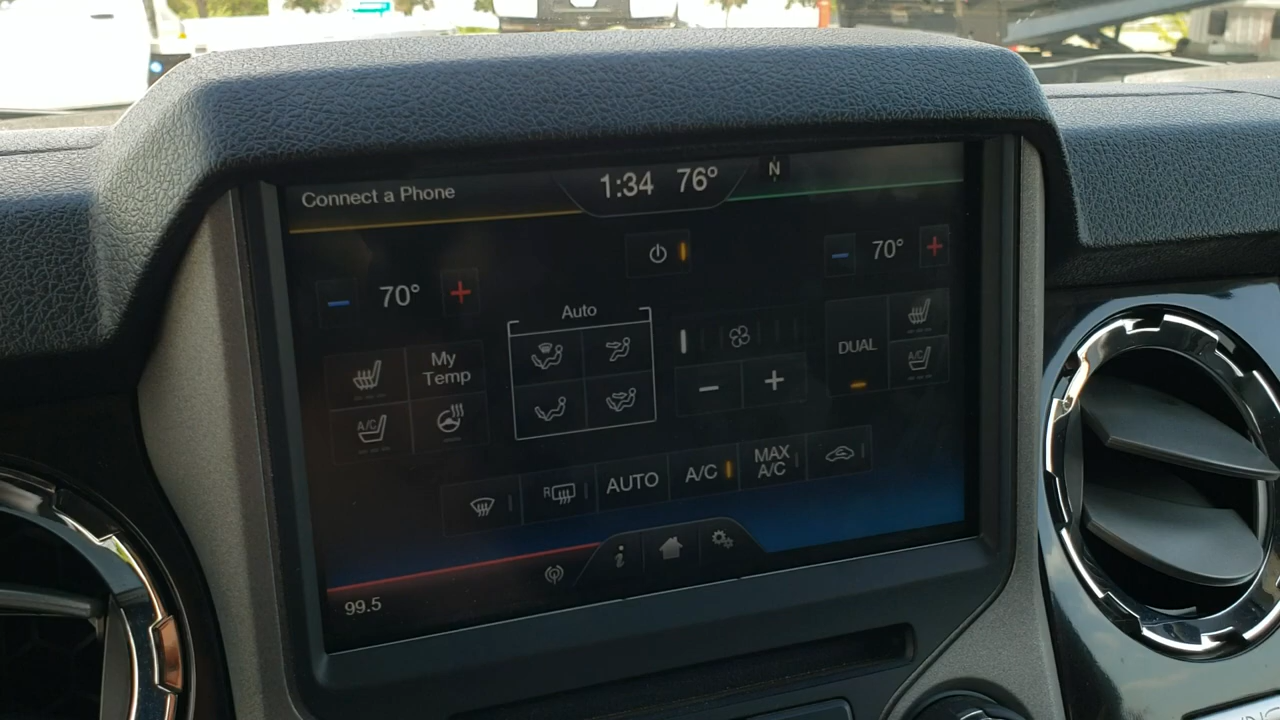 Connect a Phone
1:34 76°
N
70°
70°
Auto
My
Temp
DUAL
A/C
A/C
R
AUTO
A/C
MAX
A/C
99.5